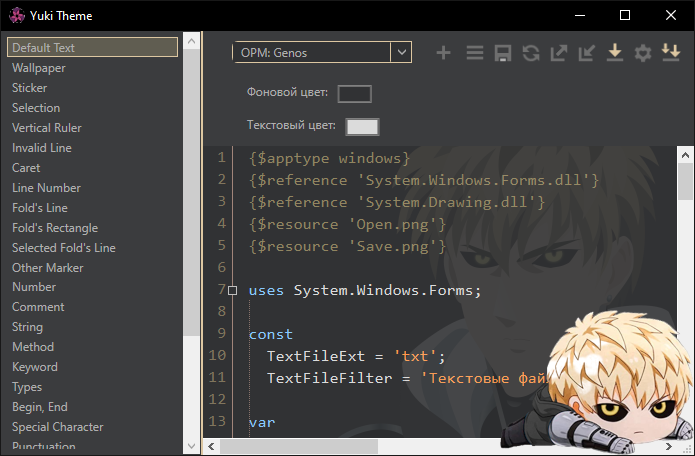 Yuki Theme
Default Text
Wallpaper
Sticker
Selection
Vertical Ruler
Invalid Line
Caret
Line Number
Fold's Line
Fold's Rectangle
Selected Fold's Line
Other Marker
Number
Comment
String
Method
Keyword
Types
Begin, End
Special Character
Punctuation
OPM: Genos
Фоновой цвет:
Текстовый цвет:
1 {$apptype windows}
2 {$reference 'System.Windows.Forms.dll'}
3 {$reference 'System.Drawing.dll'}
4 {$resource 'Open.png'}
5 {$resource 'Save.png'}
6
7 uses System.Windows.Forms;
8
9 const
10 TextFileExt = 'txt';
11 TextFileFilter = 'Текстовые фай
12
13 var